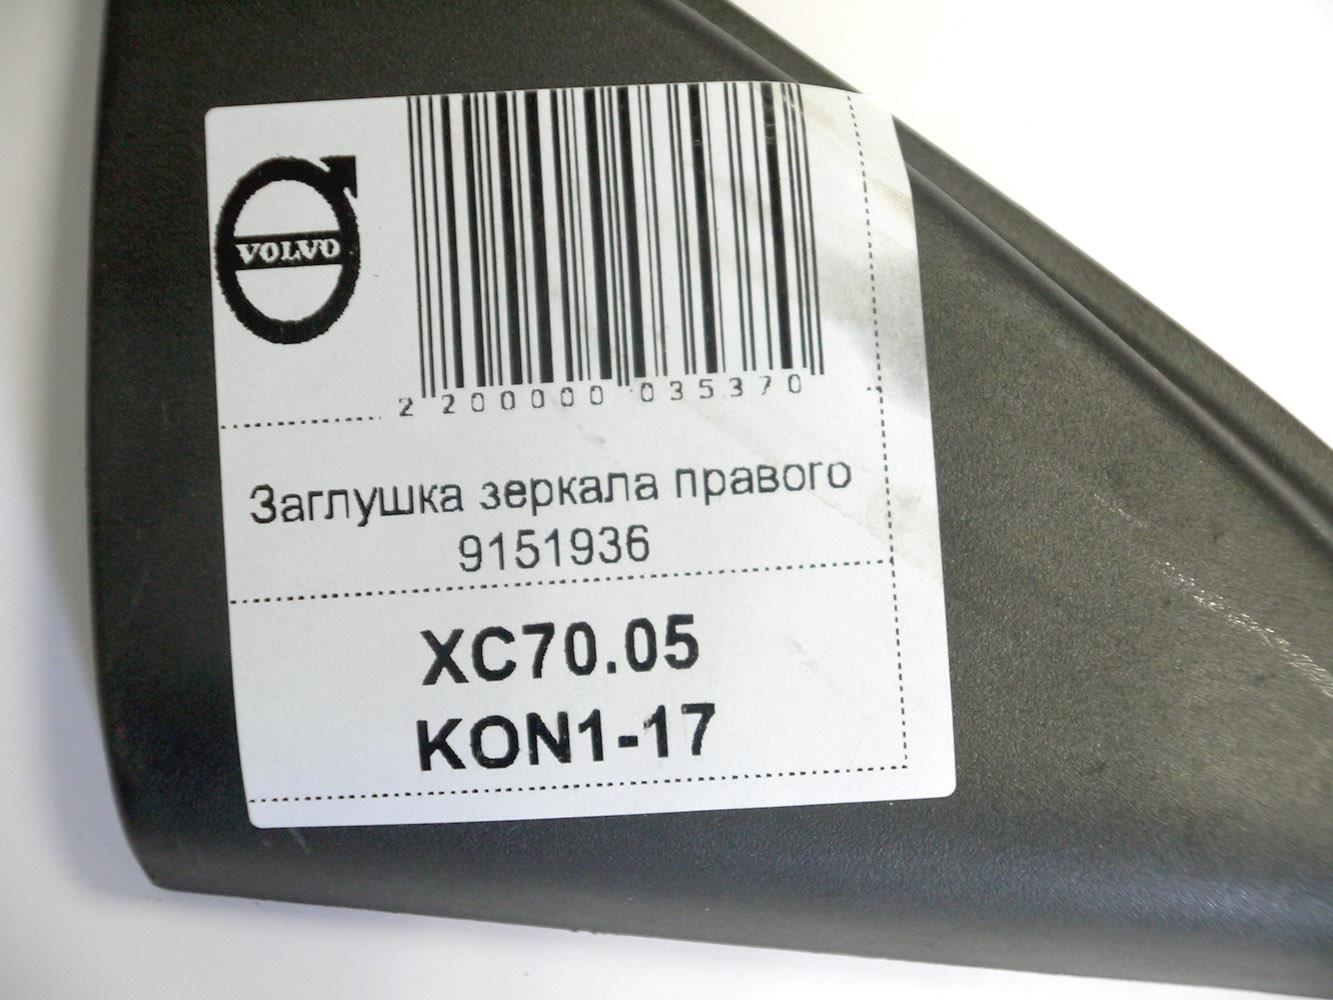 VOLVO
2 200000 035370
Заглушка зеркала правого
9151936
XC70.05
KON1-17